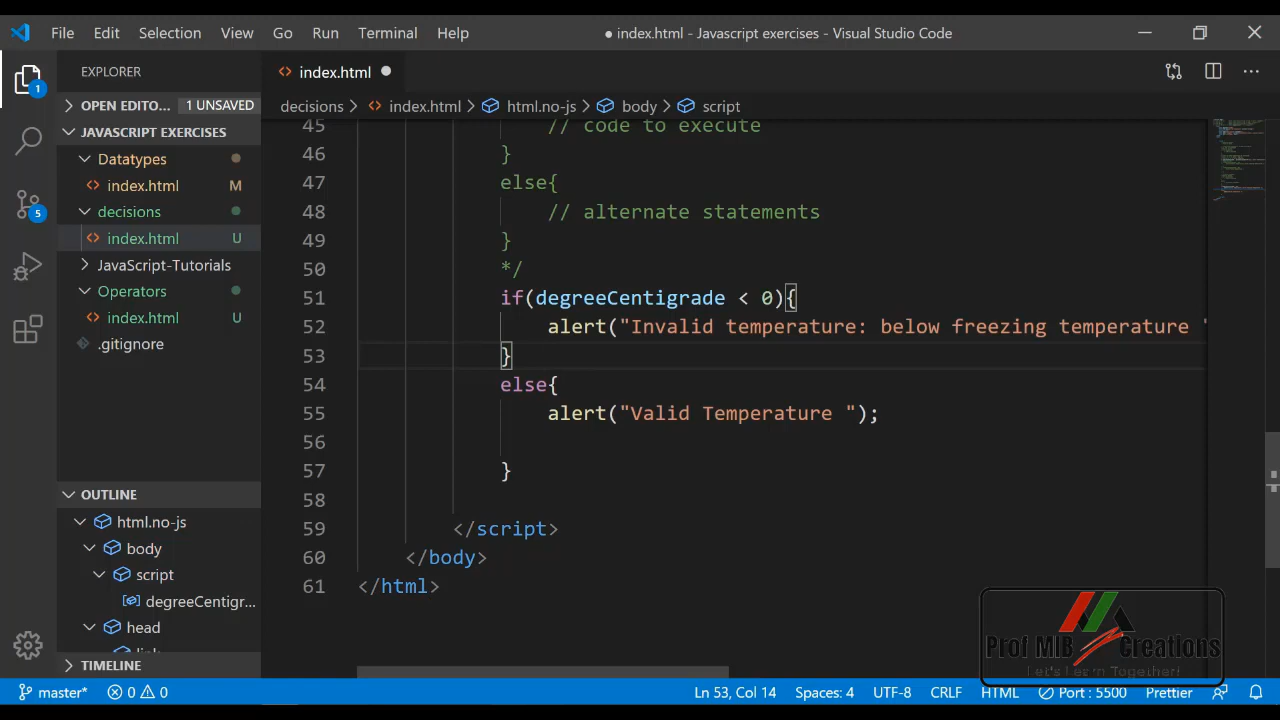 File Edit Selection View Go Run Terminal Help
● index.html - Javascript exercises - Visual Studio Code
EXPLORER
OPEN EDITO... 1 UNSAVED
JAVASCRIPT EXERCISES
Datatypes
index.html M
decisions
index.html U
JavaScript-Tutorials
Operators
index.html U
.gitignore
OUTLINE
html.no-js
body
script
degreeCentigr...
head
TIMELINE
1
5
index.html
decisions > index.html > html.no-js > body > script
45 // code to execute
46 }
47 else{
48 // alternate statements
49 }
50 */
51 if(degreeCentigrade < 0){
52 alert("Invalid temperature: below freezing temperature "
53 }
54 else{
55 alert("Valid Temperature ");
56
57 }
58
59 </script>
60 </body>
61 </html>
Prof MIB Creations
Let's Learn Together!
master* 0 0 Ln 53, Col 14 Spaces: 4 UTF-8 CRLF HTML Port : 5500 Prettier